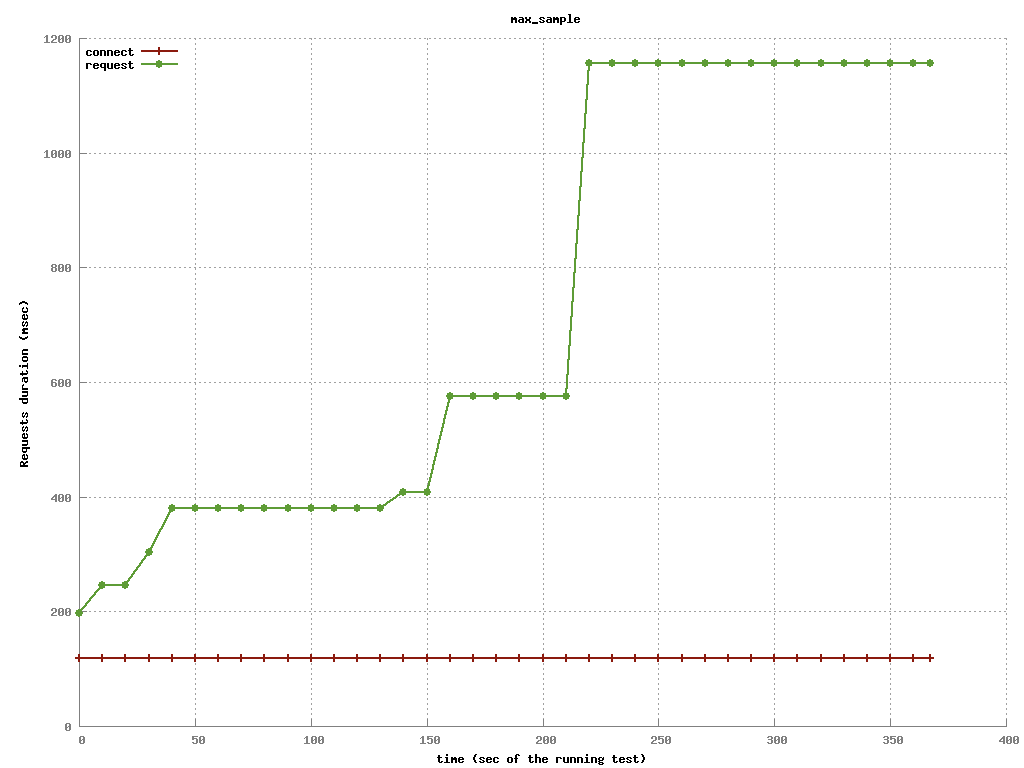 max_sample
1200
connect
request
1000
800
600
400
200
0
Requests duration (msec)
0 50 100 150 200 250 300 350 400
time (sec of the running test)